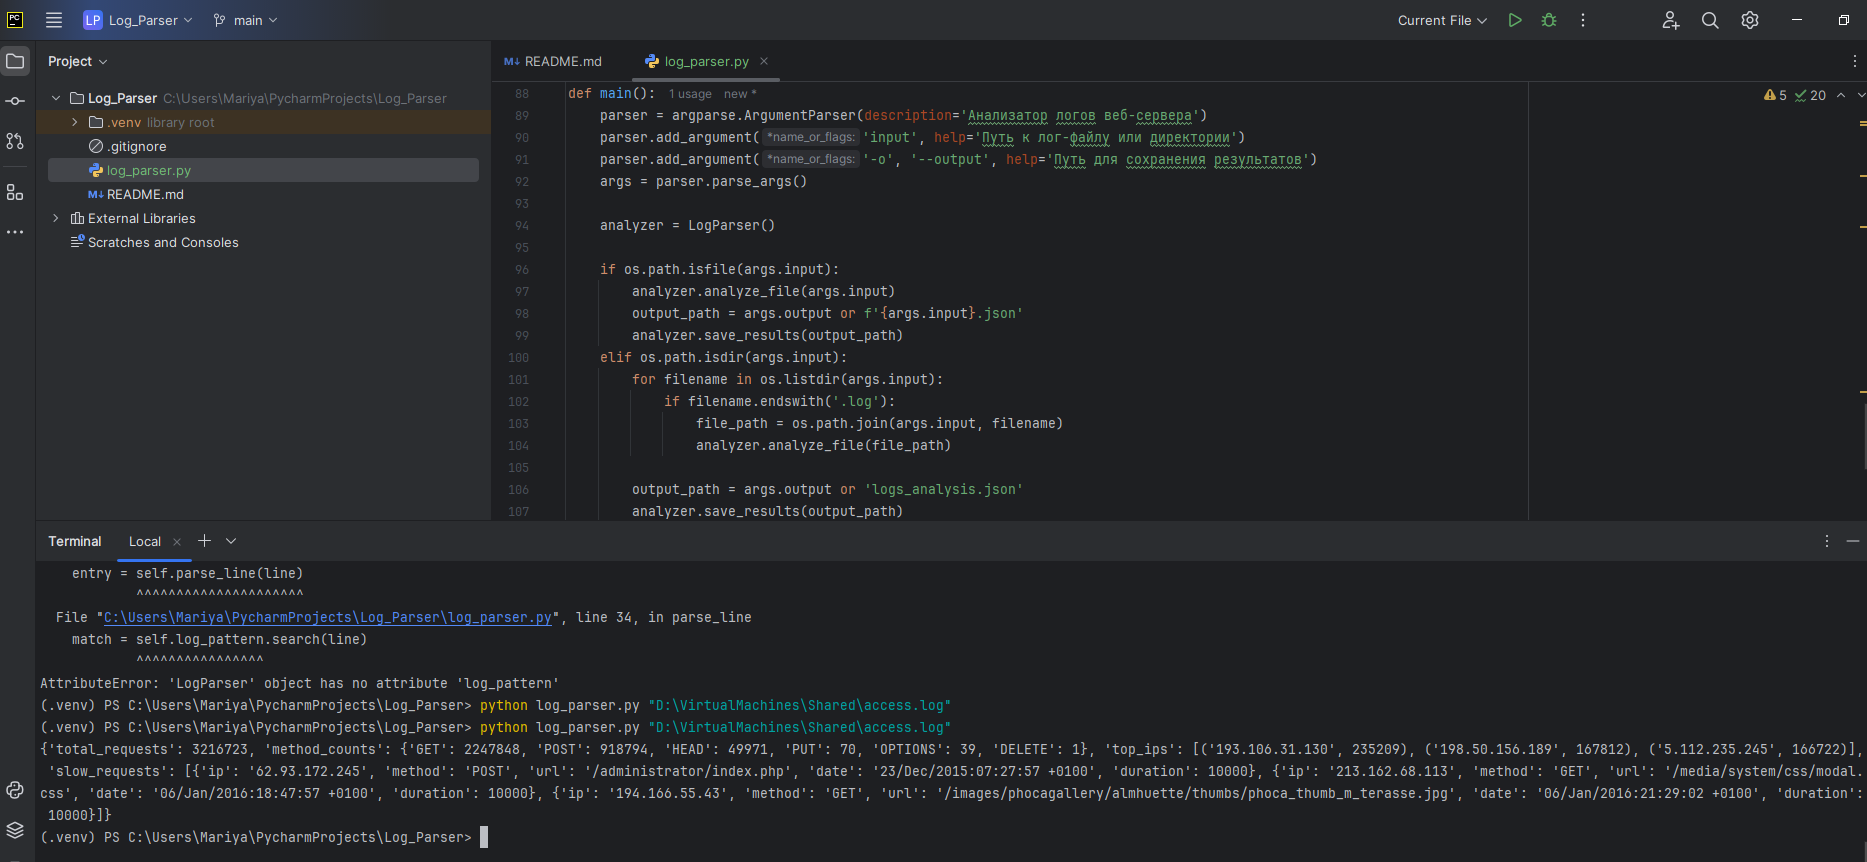 PC
LP Log_Parser main Current File
Project
Log_Parser C:\Users\Mariya\PycharmProjects\Log_Parser
.venv library root
.gitignore
log_parser.py
M↓ README.md
External Libraries
Scratches and Consoles
M↓ README.md log_parser.py
5 20
88 def main(): 1 usage new *
89 parser = argparse.ArgumentParser(description='Анализатор логов веб-сервера')
90 parser.add_argument( *name_or_flags: 'input', help='Путь к лог-файлу или директории')
91 parser.add_argument( *name_or_flags: '-o', '--output', help='Путь для сохранения результатов')
92 args = parser.parse_args()
93
94 analyzer = LogParser()
95
96 if os.path.isfile(args.input):
97 analyzer.analyze_file(args.input)
98 output_path = args.output or f'{args.input}.json'
99 analyzer.save_results(output_path)
100 elif os.path.isdir(args.input):
101 for filename in os.listdir(args.input):
102 if filename.endswith('.log'):
103 file_path = os.path.join(args.input, filename)
104 analyzer.analyze_file(file_path)
105
106 output_path = args.output or 'logs_analysis.json'
107 analyzer.save_results(output_path)
Terminal Local
entry = self.parse_line(line)
^^^^^^^^^^^^^^^^^^^^^
File "C:\Users\Mariya\PycharmProjects\Log_Parser\log_parser.py", line 34, in parse_line
match = self.log_pattern.search(line)
^^^^^^^^^^^^^^^^
AttributeError: 'LogParser' object has no attribute 'log_pattern'
(.venv) PS C:\Users\Mariya\PycharmProjects\Log_Parser> python log_parser.py "D:\VirtualMachines\Shared\access.log"
(.venv) PS C:\Users\Mariya\PycharmProjects\Log_Parser> python log_parser.py "D:\VirtualMachines\Shared\access.log"
{'total_requests': 3216723, 'method_counts': {'GET': 2247848, 'POST': 918794, 'HEAD': 49971, 'PUT': 70, 'OPTIONS': 39, 'DELETE': 1}, 'top_ips': [('193.106.31.130', 235209), ('198.50.156.189', 167812), ('5.112.235.245', 166722)],
'slow_requests': [{'ip': '62.93.172.245', 'method': 'POST', 'url': '/administrator/index.php', 'date': '23/Dec/2015:07:27:57 +0100', 'duration': 10000}, {'ip': '213.162.68.113', 'method': 'GET', 'url': '/media/system/css/modal.
css', 'date': '06/Jan/2016:18:47:57 +0100', 'duration': 10000}, {'ip': '194.166.55.43', 'method': 'GET', 'url': '/images/phocagallery/almhuette/thumbs/phoca_thumb_m_terasse.jpg', 'date': '06/Jan/2016:21:29:02 +0100', 'duration':
10000}]}
(.venv) PS C:\Users\Mariya\PycharmProjects\Log_Parser>